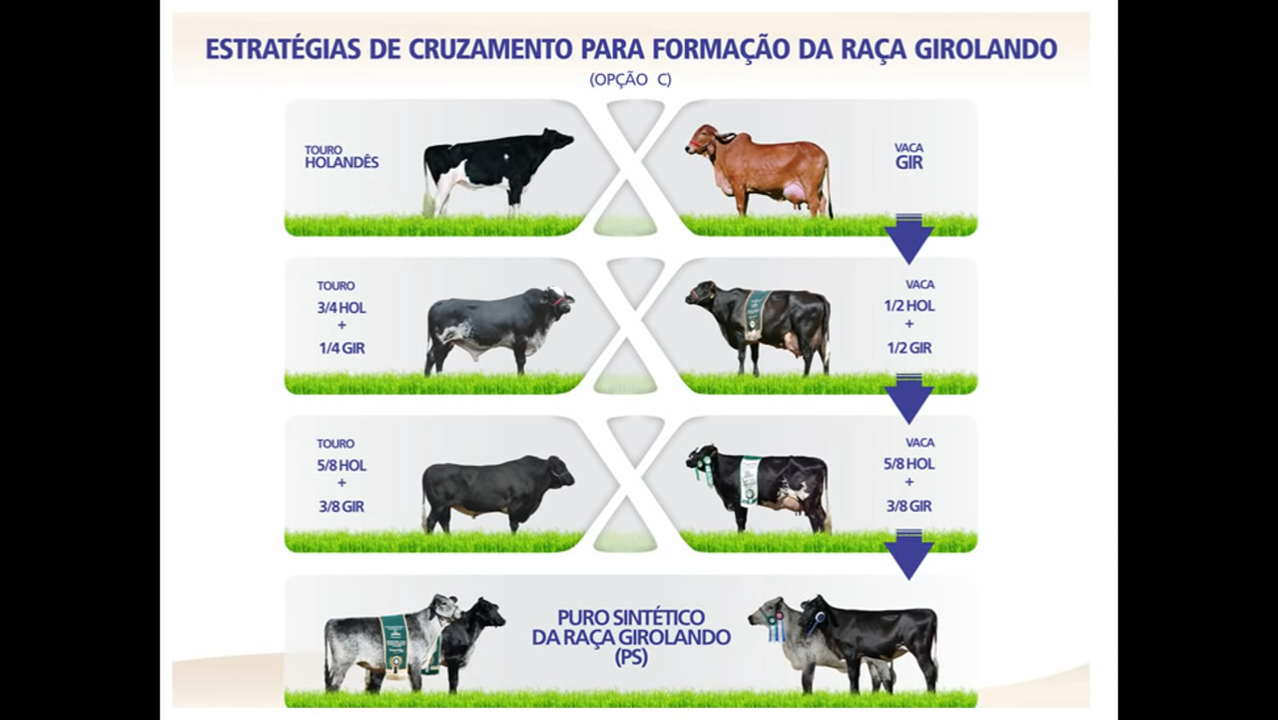 ESTRATÉGIAS DE CRUZAMENTO PARA FORMAÇÃO DA RAÇA GIROLANDO
(OPÇÃO C)
TOURO
HOLANDÊS
VACA
GIR
TOURO
3/4 HOL
+
1/4 GIR
VACA
1/2 HOL
+
1/2 GIR
TOURO
5/8 HOL
+
3/8 GIR
VACA
5/8 HOL
+
3/8 GIR
PURO SINTÉTICO
DA RAÇA GIROLANDO
(PS)